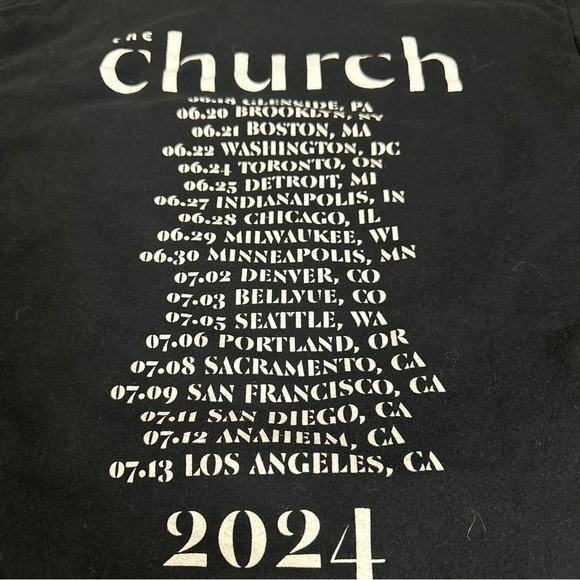 the
church
06.18 GLENSIDE, PA
06.20 BROOKLYN, NY
06.21 BOSTON, MA
06.22 WASHINGTON, DC
06.24 TORONTO, ON
06.25 DETROIT, MI
06.27 INDIANAPOLIS, IN
06.28 CHICAGO, IL
06.29 MILWAUKEE, WI
06.30 MINNEAPOLIS, MN
07.02 DENVER, CO
07.03 BELLVUE, CO
07.05 SEATTLE, WA
07.06 PORTLAND, OR
07.08 SACRAMENTO, CA
07.09 SAN FRANCISCO, CA
07.11 SAN DIEGO, CA
07.12 ANAHEIM, CA
07.13 LOS ANGELES, CA
2024